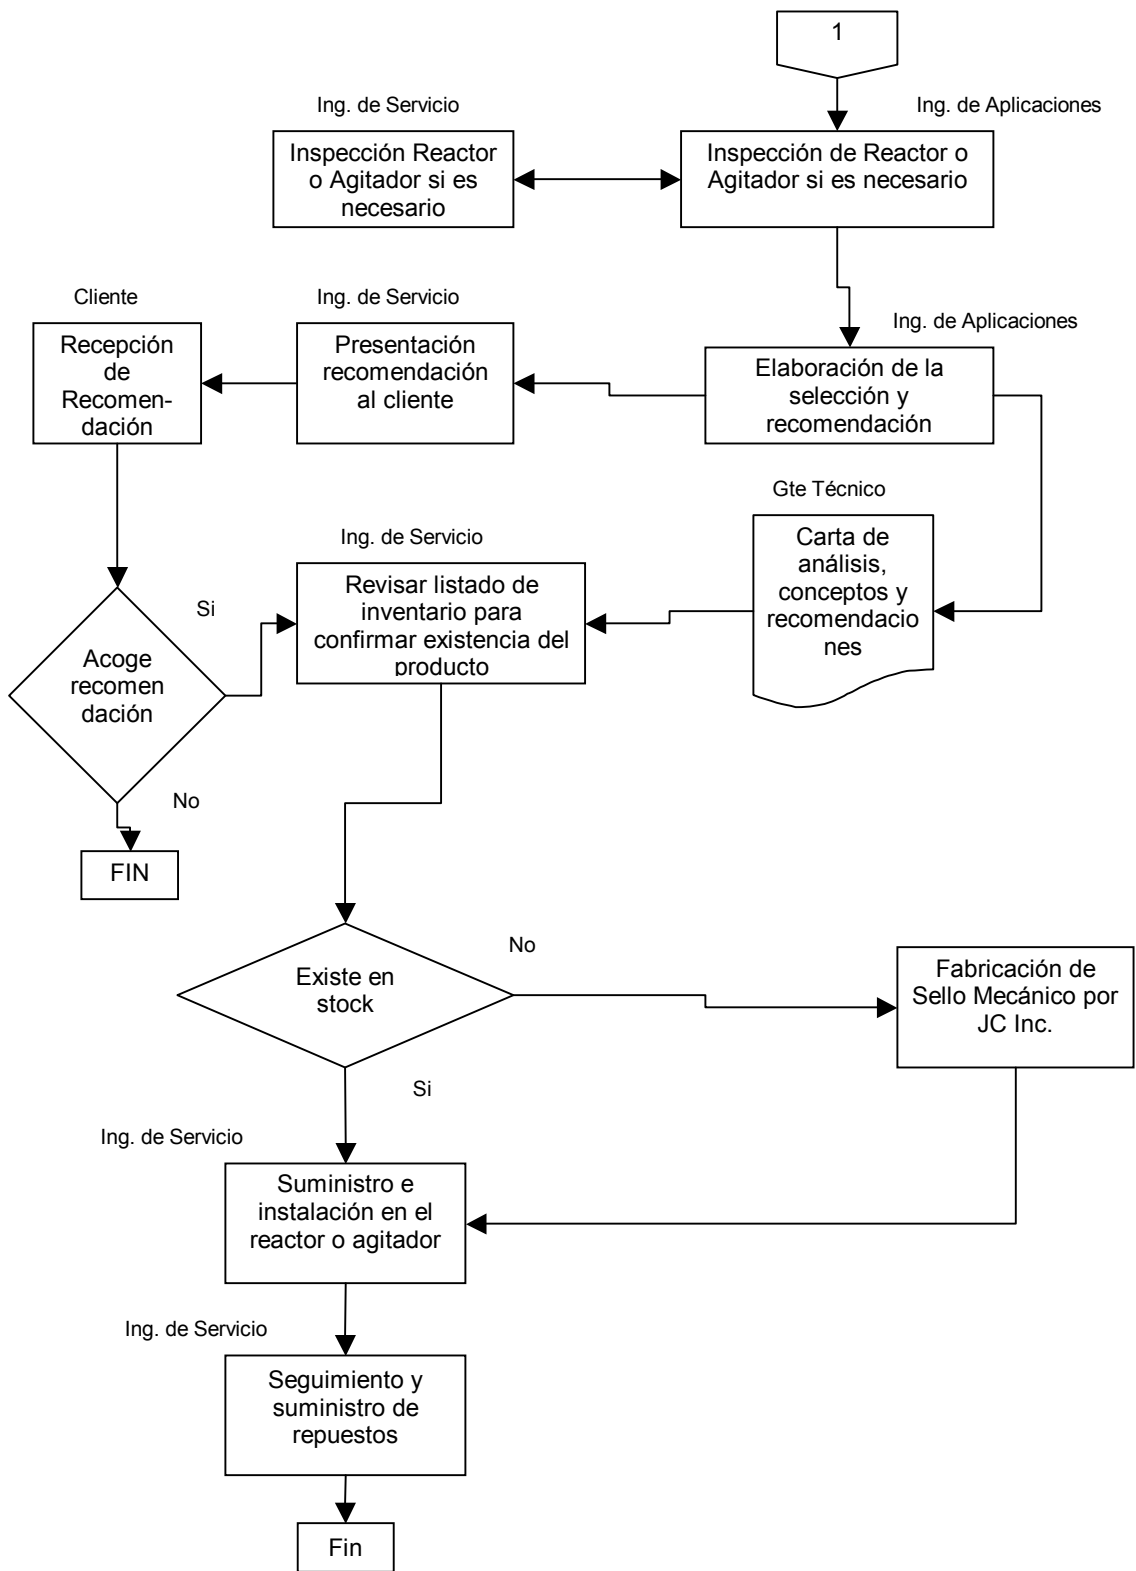 1
Ing. de Servicio
Ing. de Aplicaciones
Inspección Reactor
o Agitador si es
necesario
Inspección de Reactor o
Agitador si es necesario
Cliente
Ing. de Servicio
Ing. de Aplicaciones
Recepción
de
Recomen-
dación
Presentación
recomendación
al cliente
Elaboración de la
selección y
recomendación
Gte Técnico
Ing. de Servicio
Carta de
análisis,
conceptos y
recomendacio
nes
Revisar listado de
inventario para
confirmar existencia del
producto
Si
Acoge
recomen
dación
No
FIN
Existe en
stock
No
Fabricación de
Sello Mecánico por
JC Inc.
Si
Ing. de Servicio
Suministro e
instalación en el
reactor o agitador
Ing. de Servicio
Seguimiento y
suministro de
repuestos
Fin